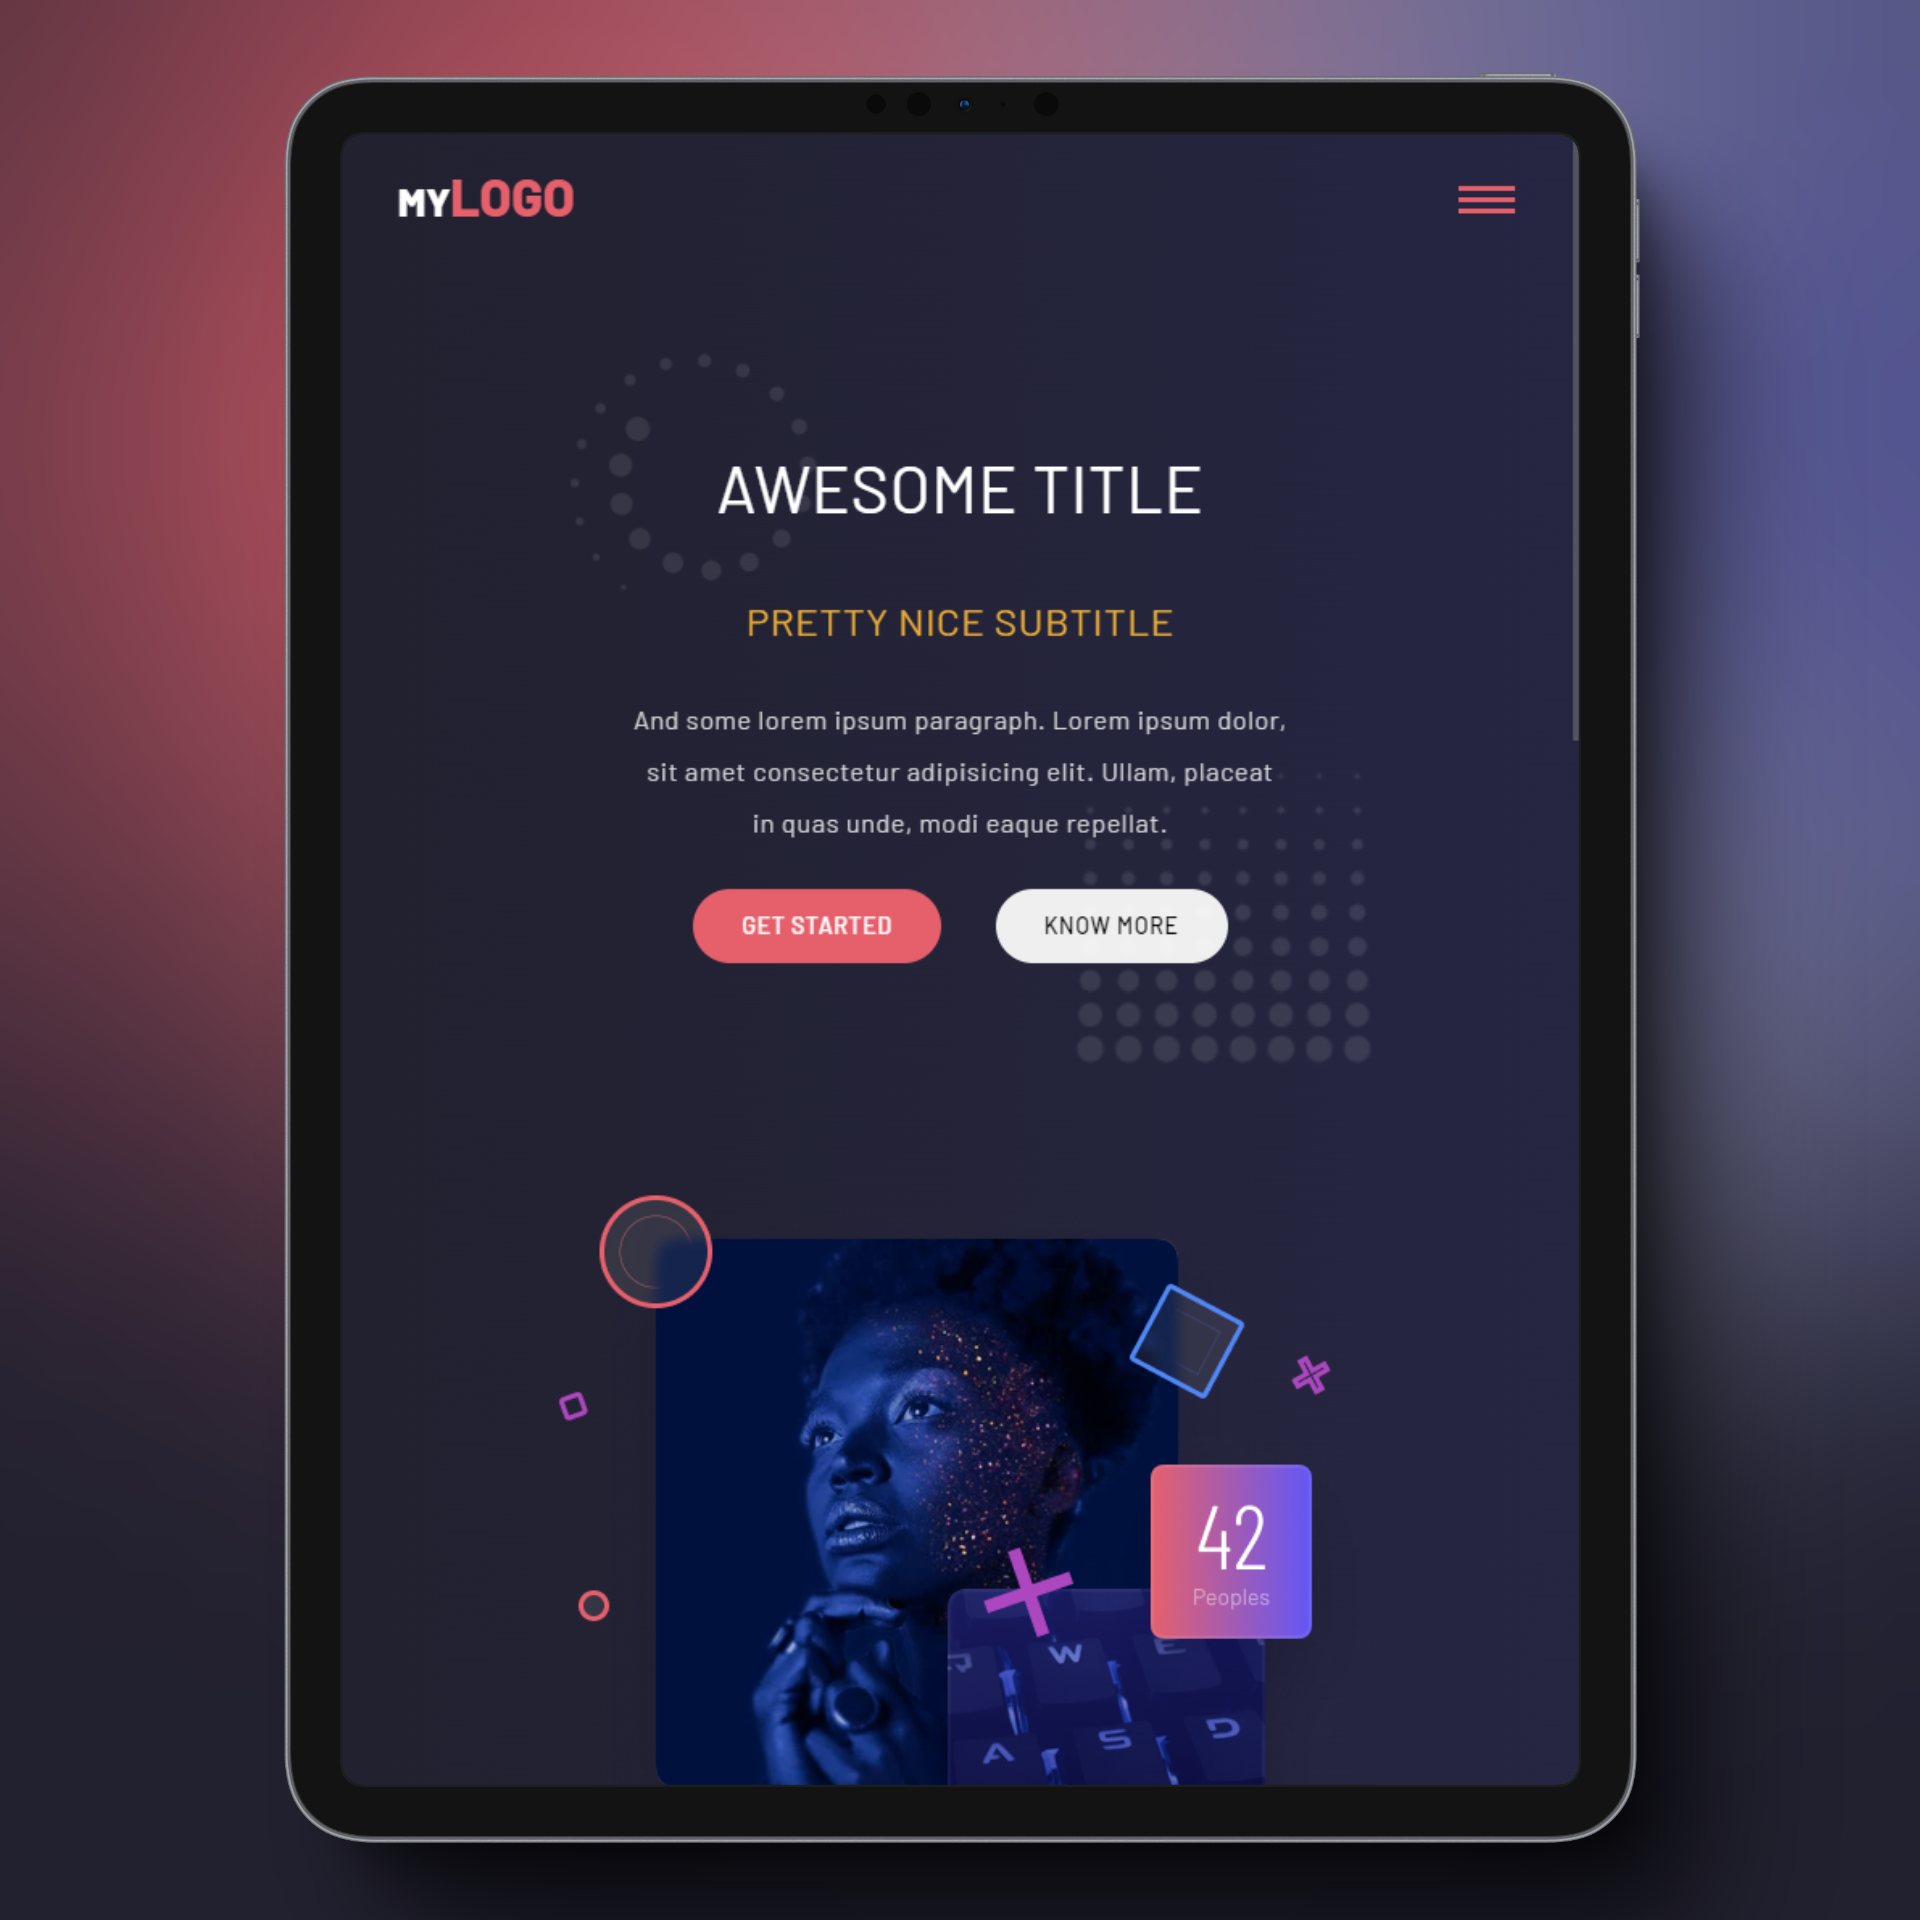 MYLOGO
AWESOME TITLE
PRETTY NICE SUBTITLE
And some lorem ipsum paragraph. Lorem ipsum dolor,
sit amet consectetur adipisicing elit. Ullam, placeat
in quas unde, modi eaque repellat.
GET STARTED
KNOW MORE
42
Peoples
W E
A S D